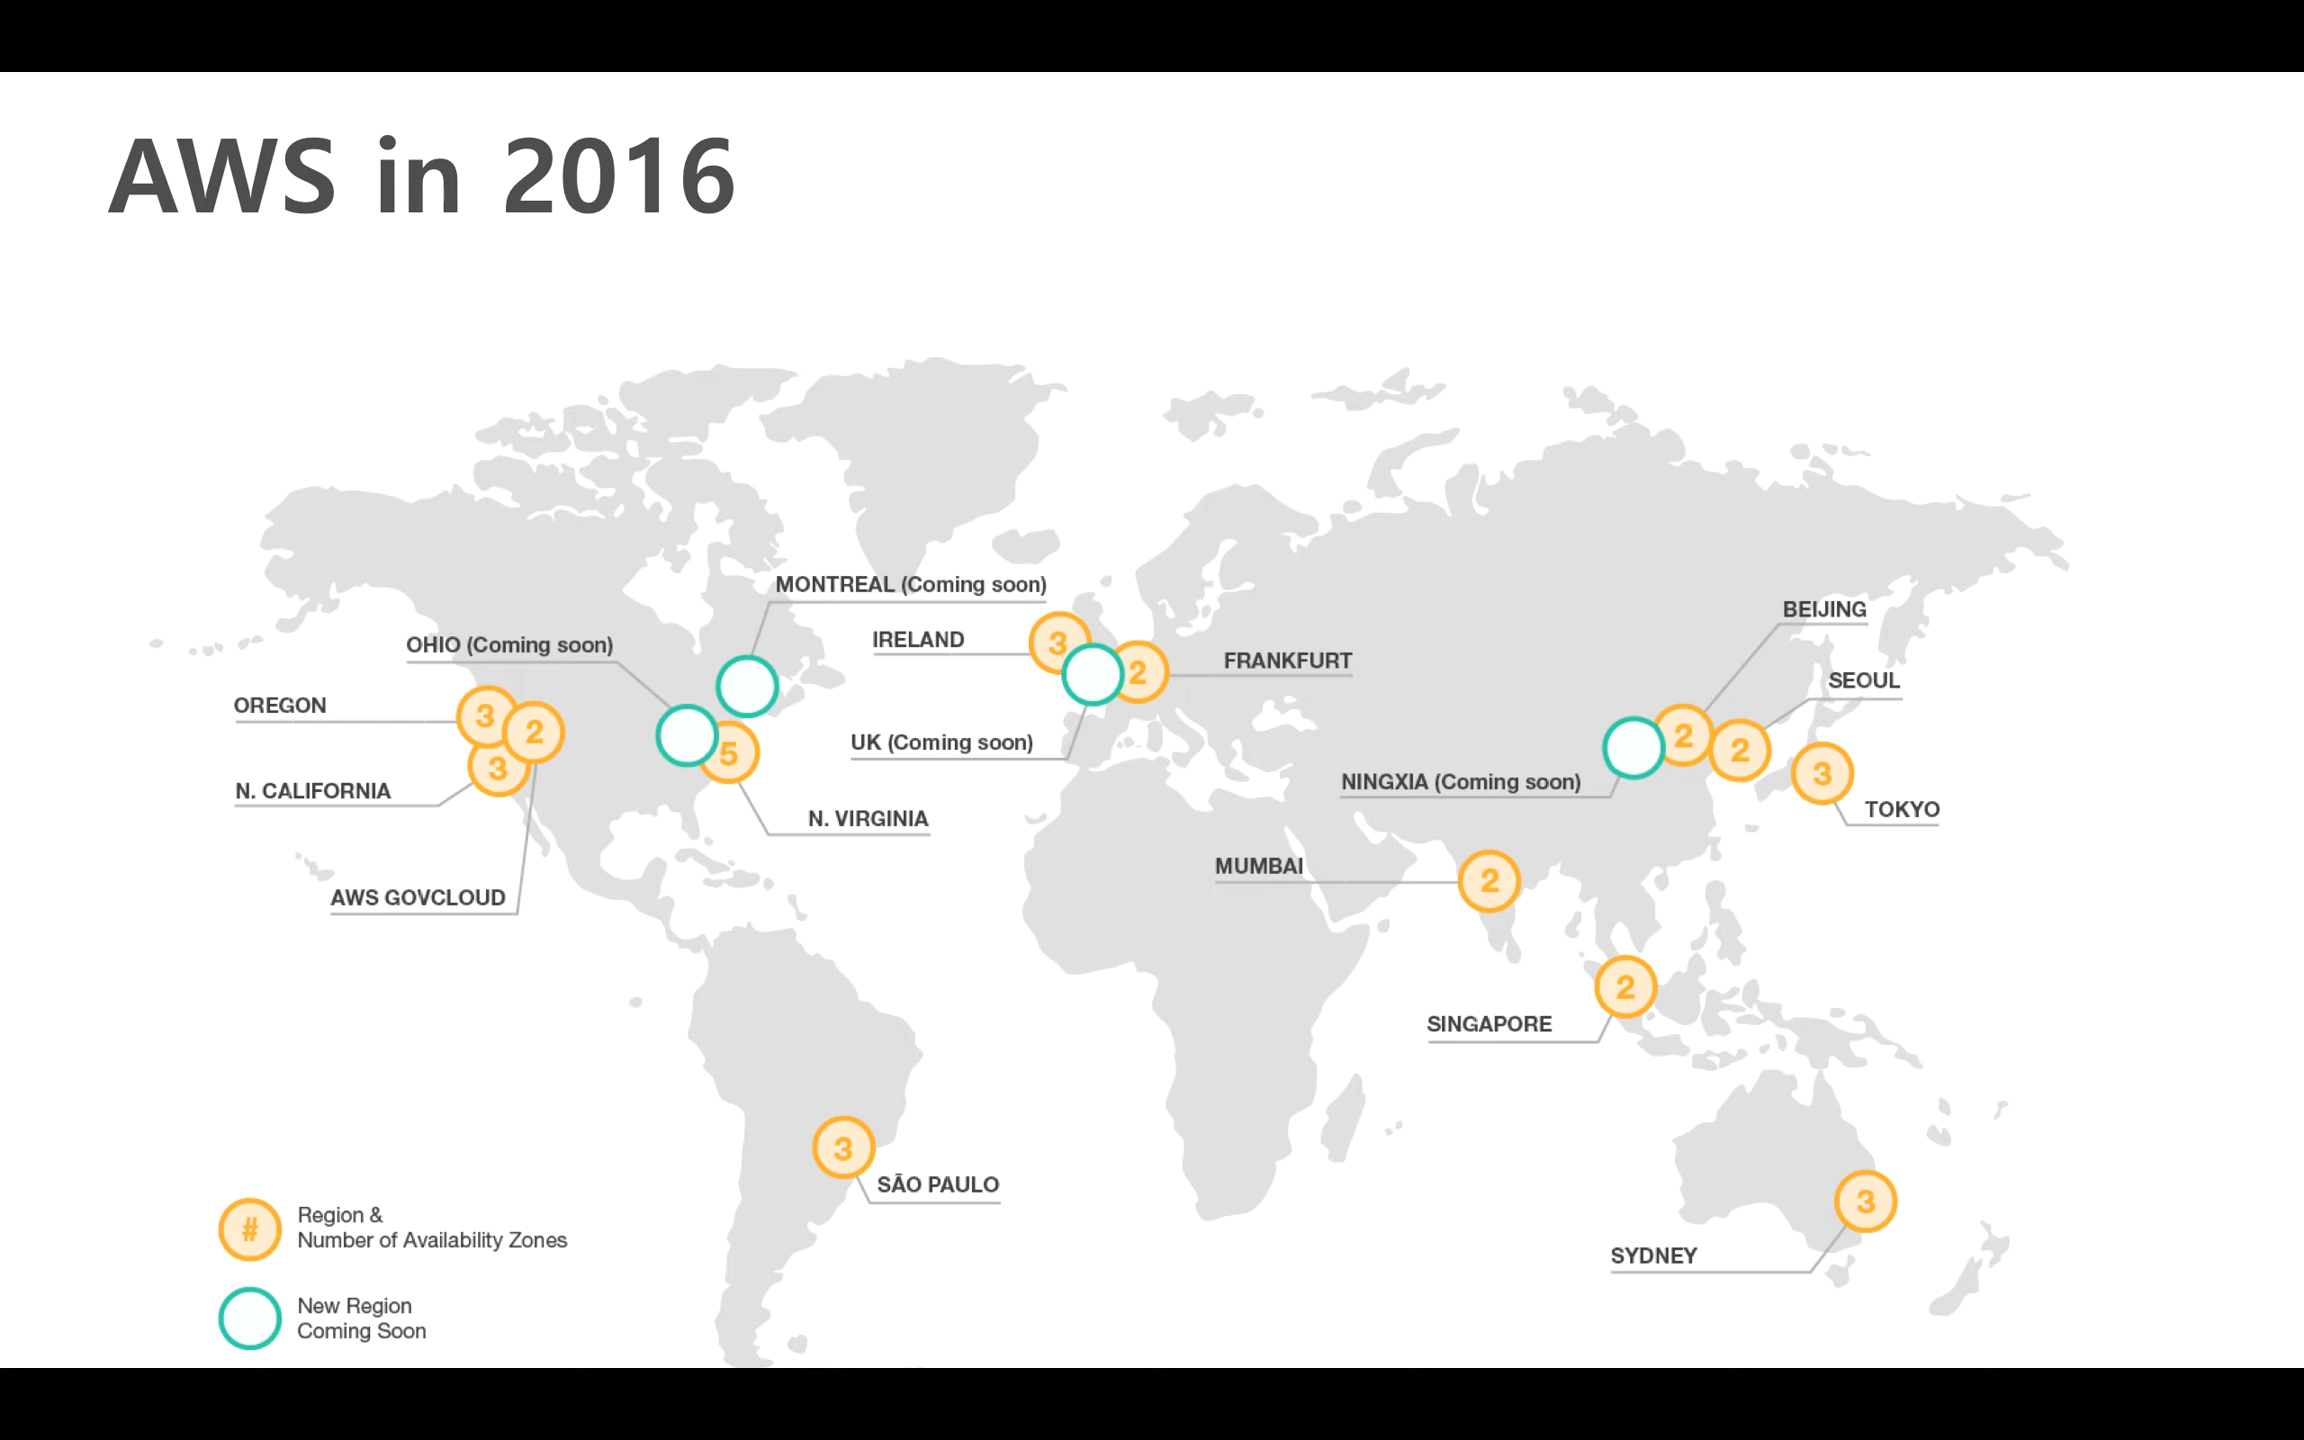 AWS in 2016
MONTREAL (Coming soon)
BEIJING
OHIO (Coming soon)
IRELAND
3
2
FRANKFURT
SEOUL
OREGON
3
2
3
N. CALIFORNIA
5
UK (Coming soon)
2
2
3
NINGXIA (Coming soon)
TOKYO
N. VIRGINIA
MUMBAI
2
AWS GOVCLOUD
2
SINGAPORE
3
SÃO PAULO
3
SYDNEY
#
Region &
Number of Availability Zones
New Region
Coming Soon